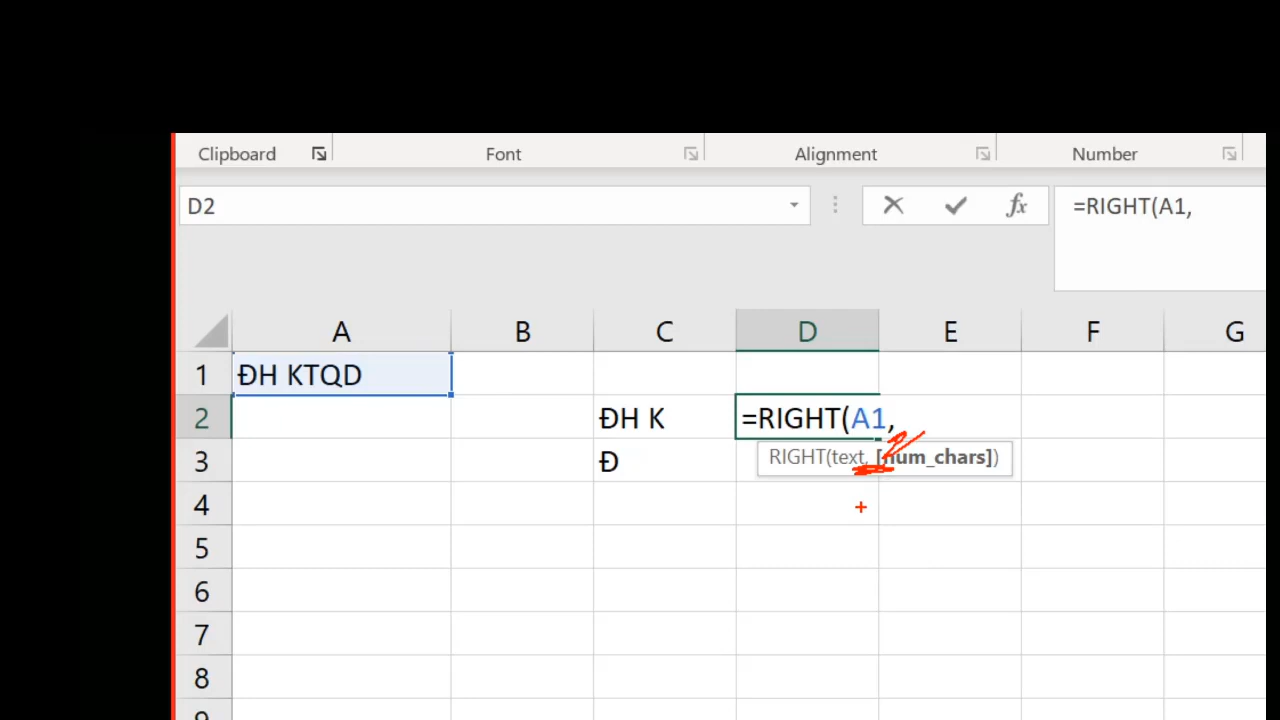 Clipboard Font Alignment Number
D2 fx =RIGHT(A1,
A B C D E F G
1 ĐH KTQD
2 ĐH K =RIGHT(A1,
3 Đ RIGHT(text, [num_chars])
4
5
6
7
8
9